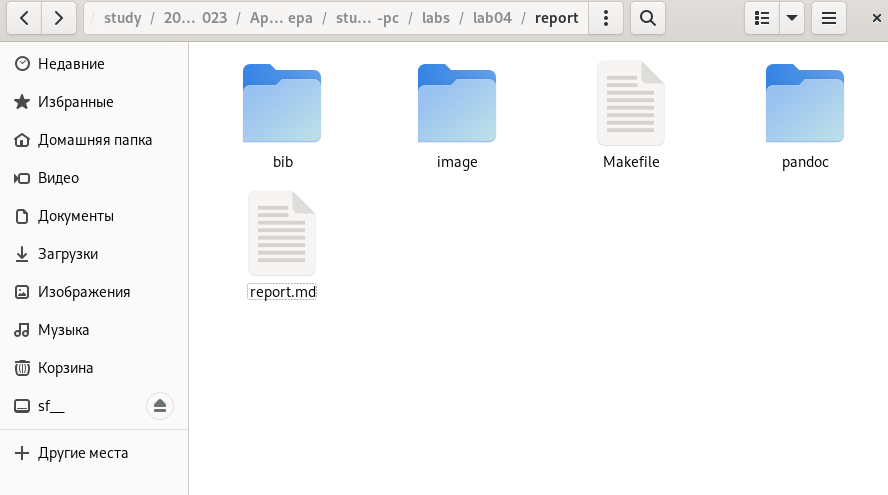 study / 20… 023 / Ар… ера / stu… -pc / labs / lab04 / report
Недавние
Избранные
Домашняя папка
Видео
Документы
Загрузки
Изображения
Музыка
Корзина
sf__
Другие места
bib
image
Makefile
pandoc
report.md